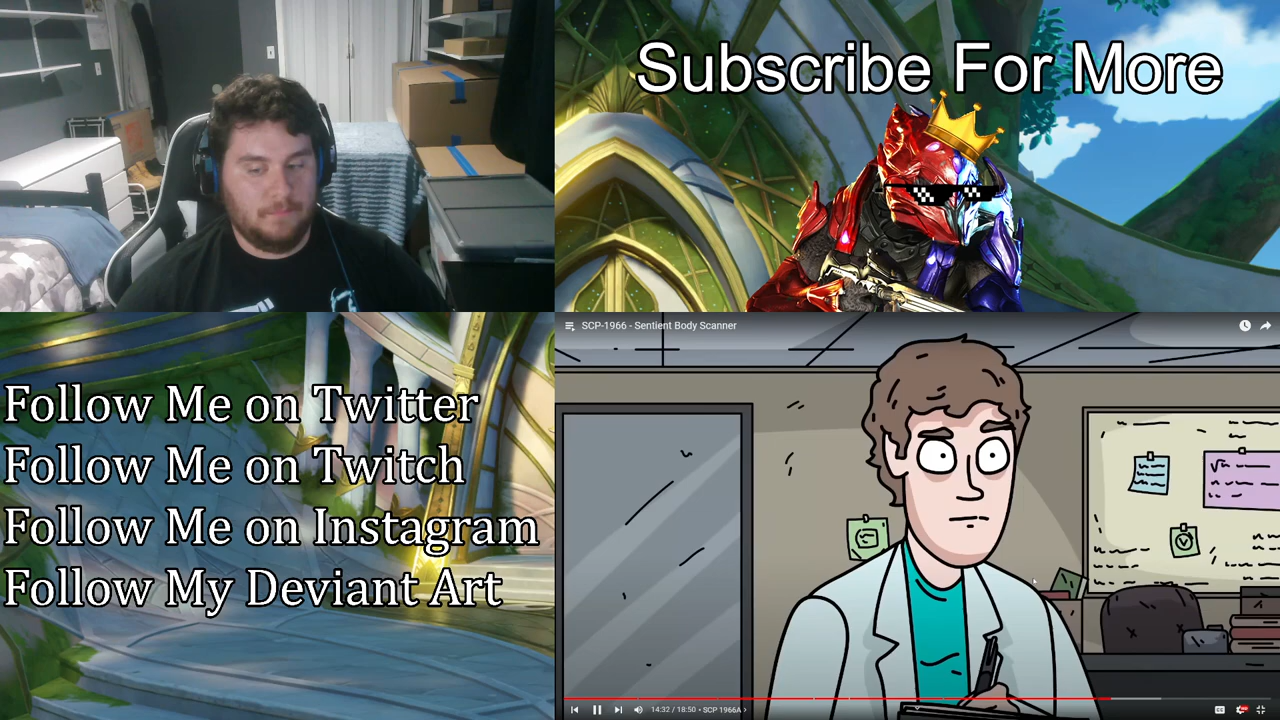 Subscribe For More
Follow Me on Twitter
Follow Me on Twitch
Follow Me on Instagram
Follow My Deviant Art
SCP-1966 - Sentient Body Scanner
14:32 / 18:50 • SCP 1966A ›